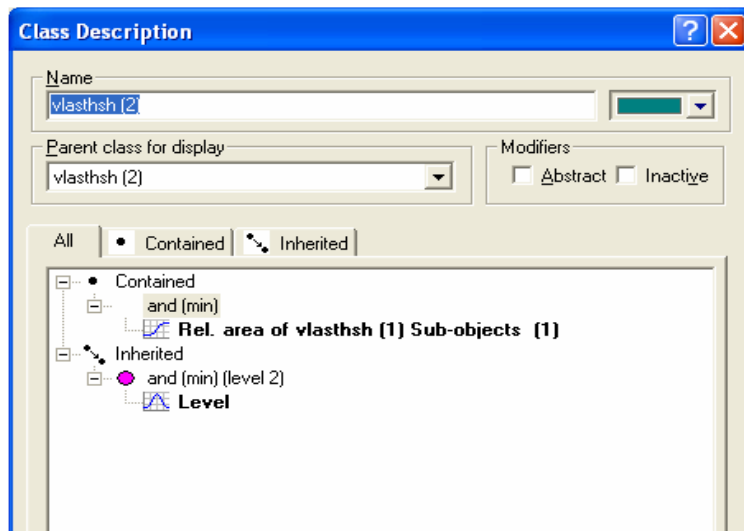 Class Description
Name
vlasthsh (2)
Parent class for display
Modifiers
vlasthsh (2)
Abstract Inactive
All Contained Inherited
Contained
and (min)
Rel. area of vlasthsh (1) Sub-objects (1)
Inherited
and (min) (level 2)
Level